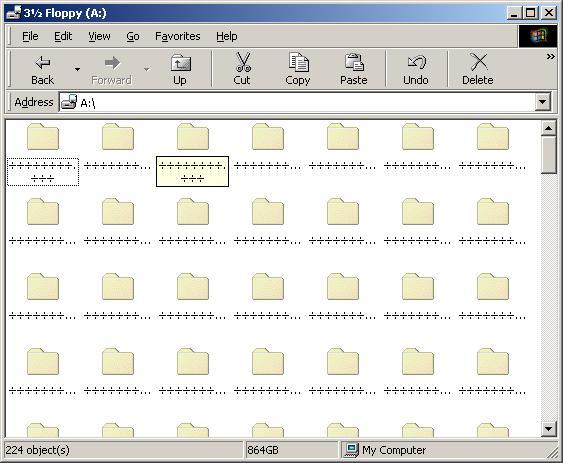 3½ Floppy (A:)
File Edit View Go Favorites Help
Back Forward Up Cut Copy Paste Undo Delete »
Address A:\
÷÷÷÷÷÷÷÷. ÷÷÷÷÷÷÷... ÷÷÷÷÷÷÷÷. ÷÷÷÷÷÷÷... ÷÷÷÷÷÷÷... ÷÷÷÷÷÷÷... ÷÷÷÷÷÷÷...
÷÷÷ ÷÷÷
÷÷÷÷÷÷÷... ÷÷÷÷÷÷÷... ÷÷÷÷÷÷÷... ÷÷÷÷÷÷÷... ÷÷÷÷÷÷÷... ÷÷÷÷÷÷÷... ÷÷÷÷÷÷÷...
÷÷÷÷÷÷÷... ÷÷÷÷÷÷÷... ÷÷÷÷÷÷÷... ÷÷÷÷÷÷÷... ÷÷÷÷÷÷÷... ÷÷÷÷÷÷÷... ÷÷÷÷÷÷÷...
÷÷÷÷÷÷÷... ÷÷÷÷÷÷÷... ÷÷÷÷÷÷÷... ÷÷÷÷÷÷÷... ÷÷÷÷÷÷÷... ÷÷÷÷÷÷÷... ÷÷÷÷÷÷÷...
224 object(s) 864GB My Computer